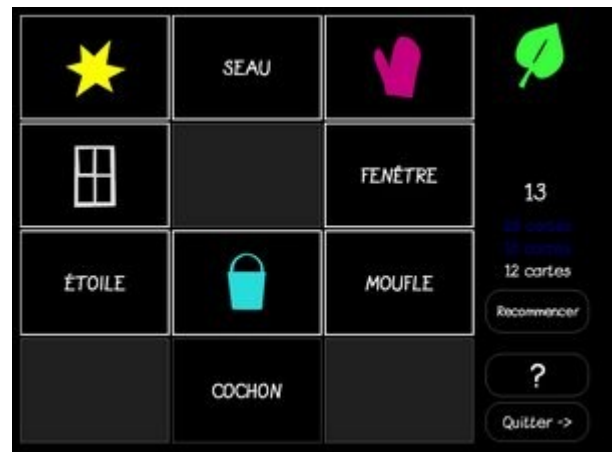 SEAU
FENÊTRE
13
12 cartes
ÉTOILE
MOUFLE
Recommencer
COCHON
?
Quitter ->